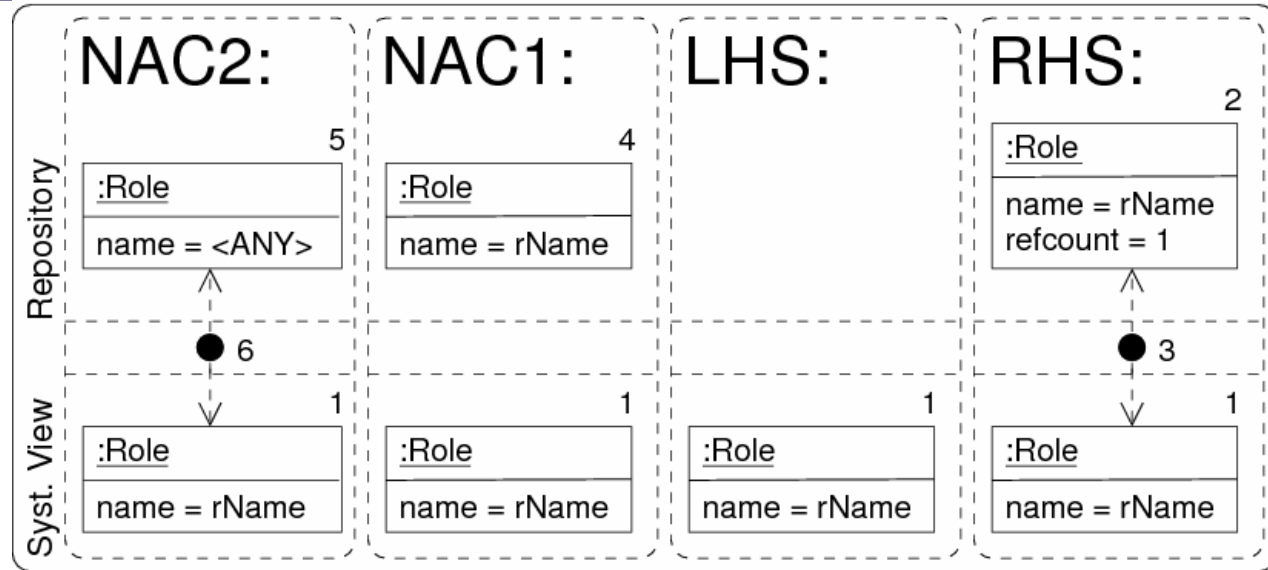 NAC2:
NAC1:
LHS:
RHS:
Repository
5
:Role
name = <ANY>
4
:Role
name = rName
2
:Role
name = rName
refcount = 1
6
3
Syst. View
1
:Role
name = rName
1
:Role
name = rName
1
:Role
name = rName
1
:Role
name = rName